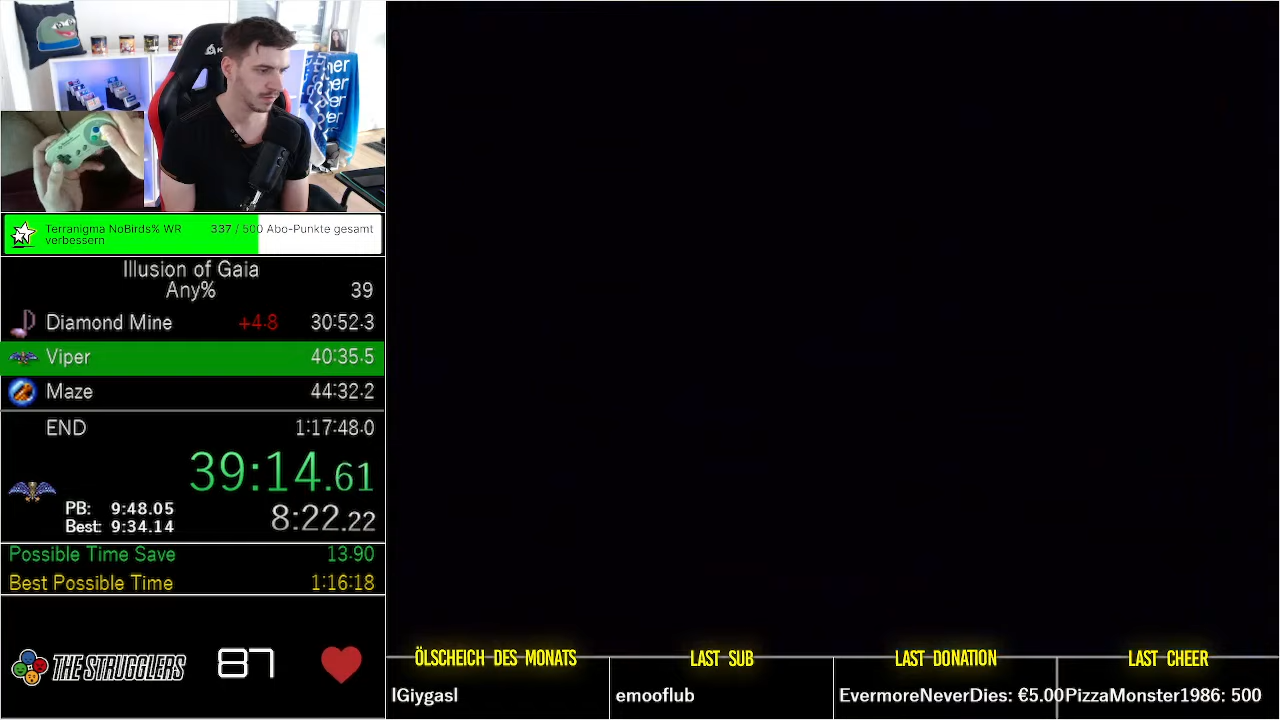 Terranigma NoBirds% WR verbessern
337 / 500 Abo-Punkte gesamt
Illusion of Gaia
Any% 39
Diamond Mine +4.8 30:52.3
Viper 40:35.5
Maze 44:32.2
END 1:17:48.0
39:14.61
PB: 9:48.05
Best: 9:34.14
8:22.22
Possible Time Save 13.90
Best Possible Time 1:16:18
THE STRUGGLERS 87
ÖLSCHEICH DES MONATS
lGiygasl
LAST SUB
emooflub
LAST DONATION
EvermoreNeverDies: €5.00
LAST CHEER
PizzaMonster1986: 500